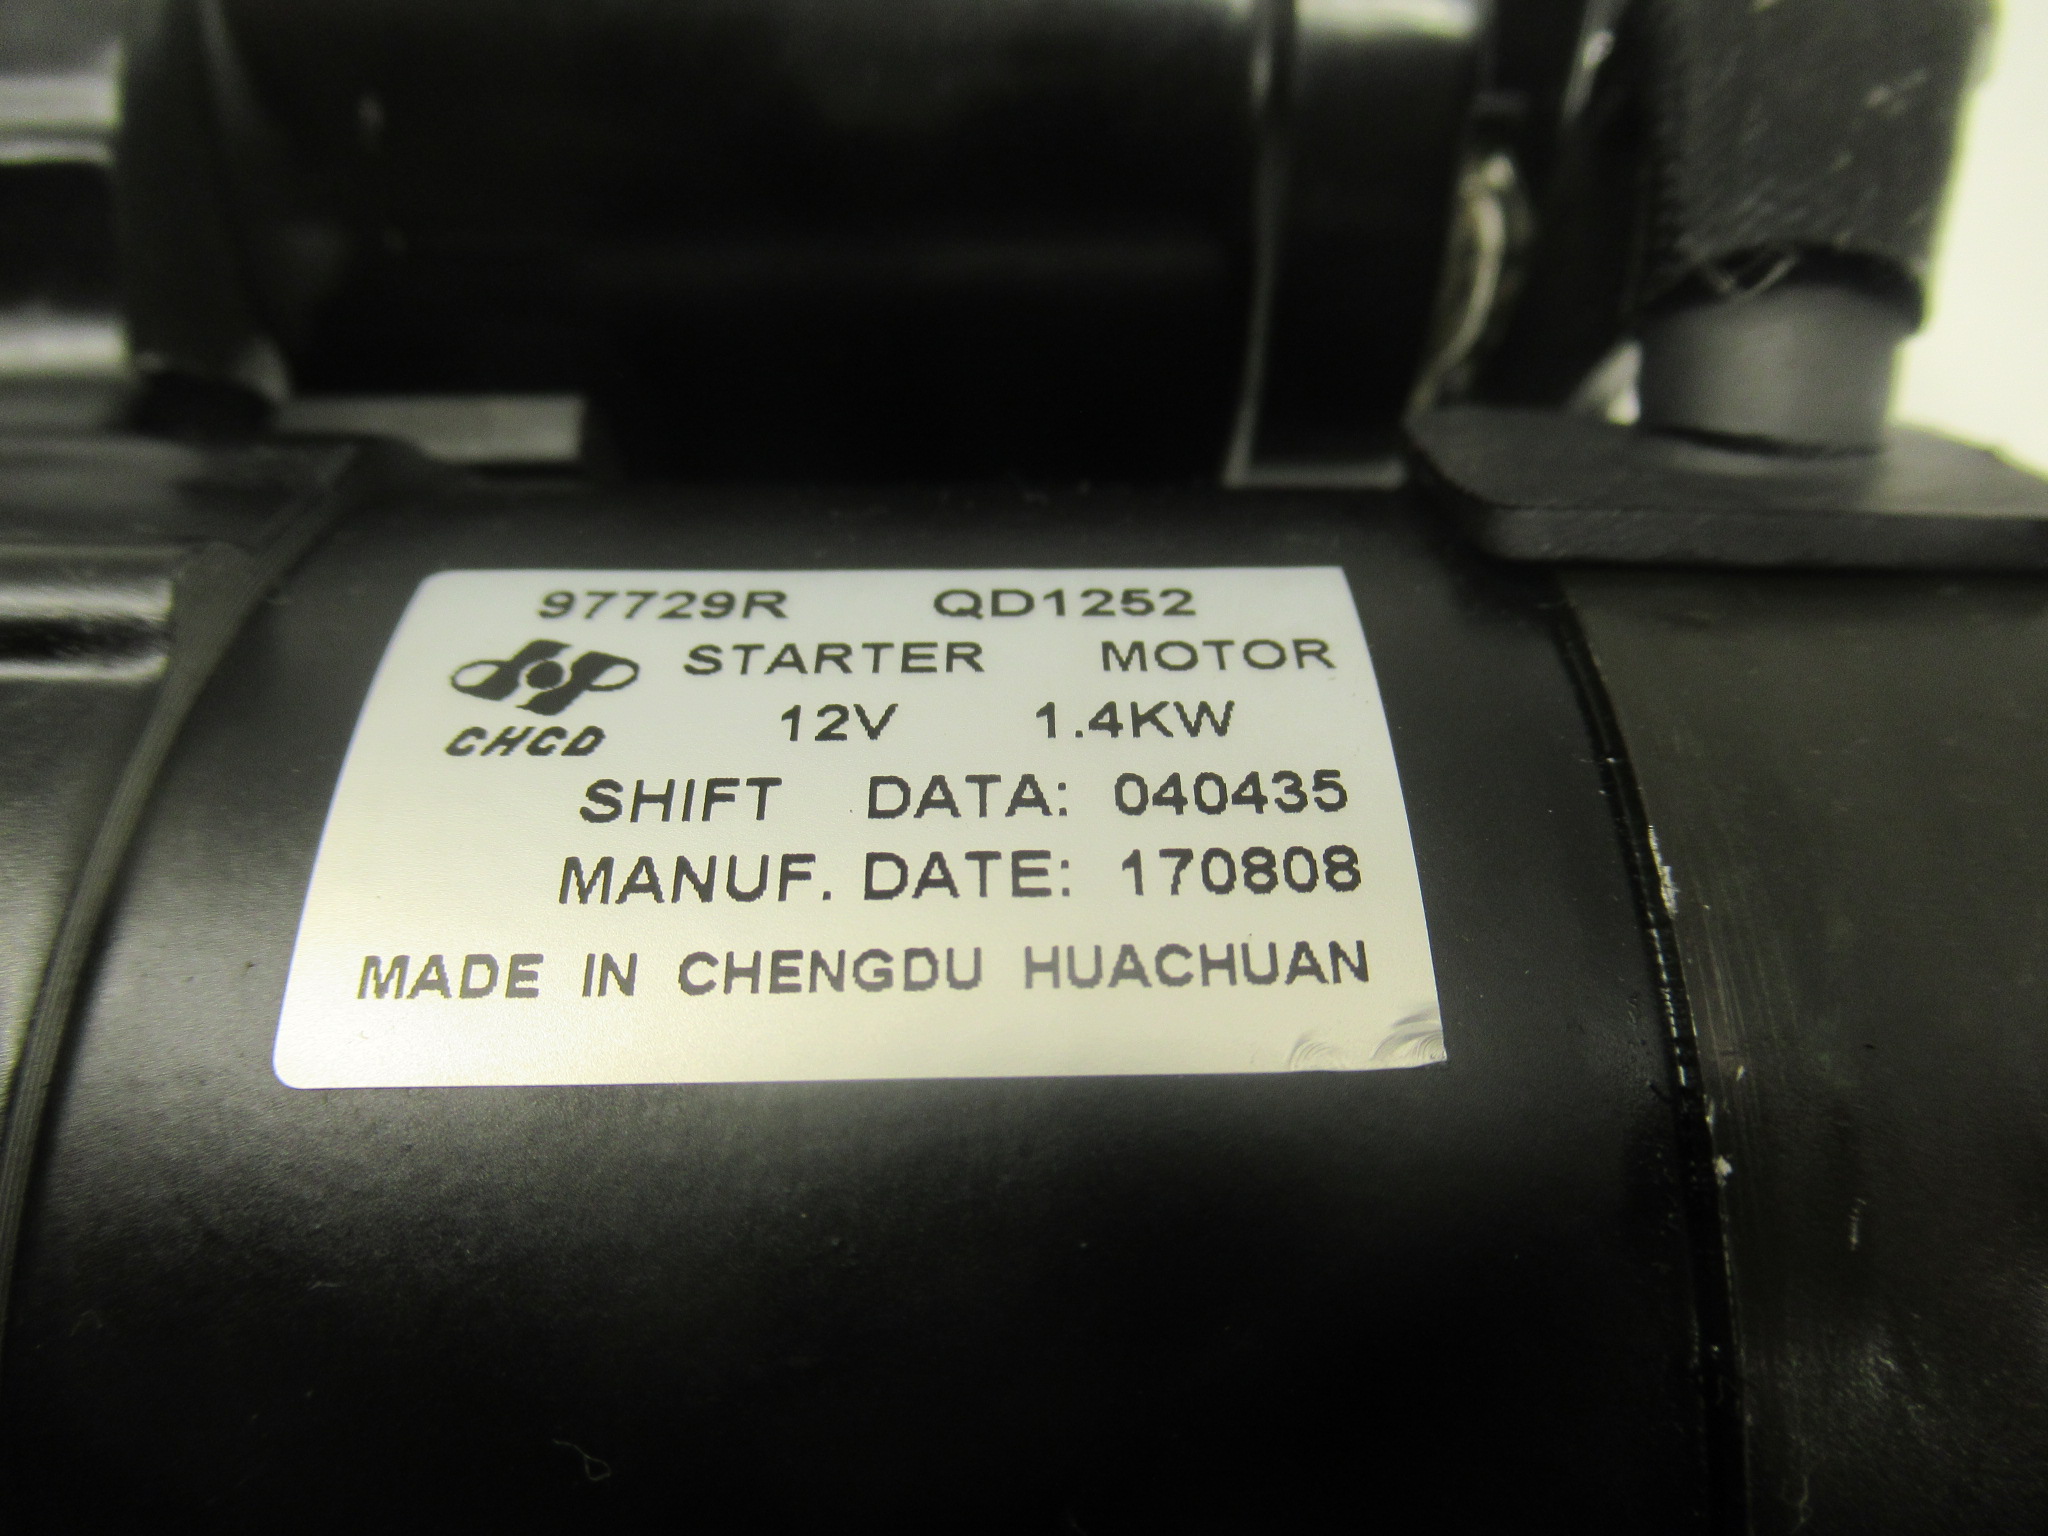 97729R QD1252
STARTER MOTOR
CHCD
12V 1.4KW
SHIFT DATA: 040435
MANUF. DATE: 170808
MADE IN CHENGDU HUACHUAN